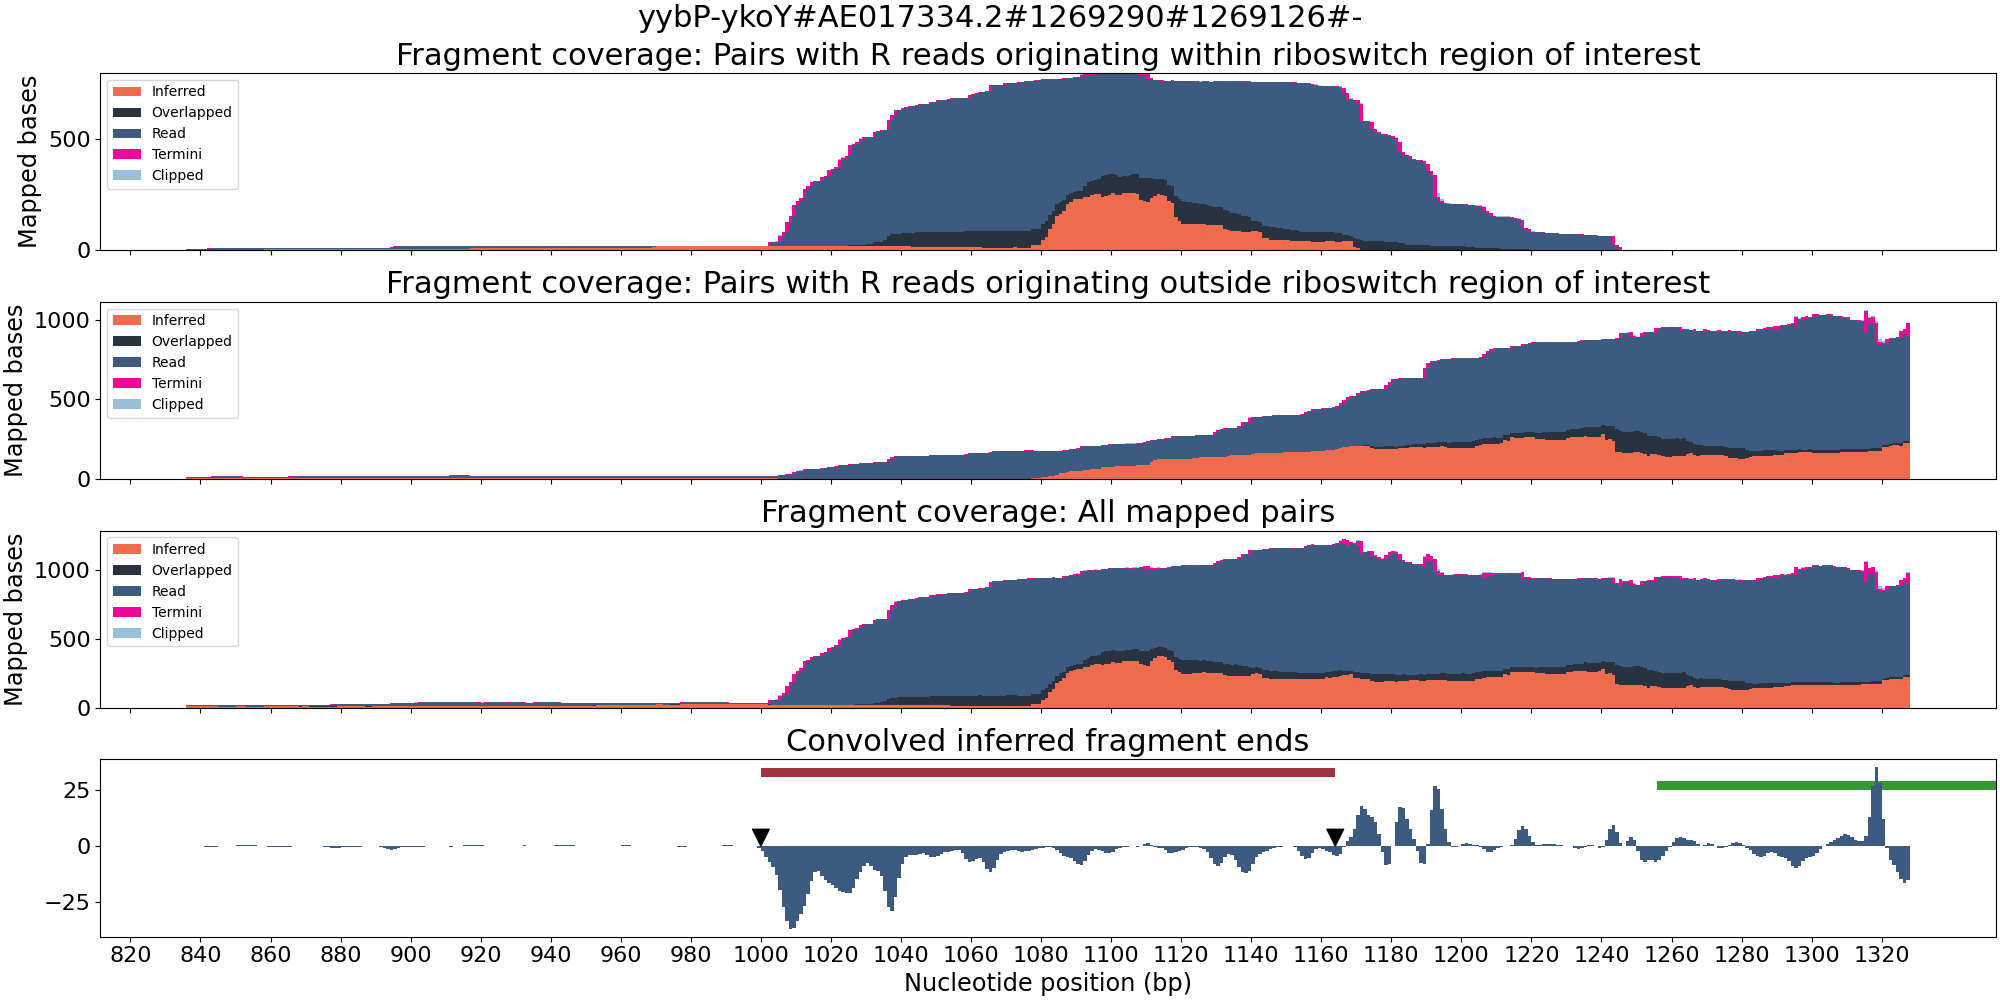 yybP-ykoY#AE017334.2#1269290#1269126#-
Fragment coverage: Pairs with R reads originating within riboswitch region of interest
Mapped bases
500
0
Inferred
Overlapped
Read
Termini
Clipped
Fragment coverage: Pairs with R reads originating outside riboswitch region of interest
Mapped bases
1000
500
0
Inferred
Overlapped
Read
Termini
Clipped
Fragment coverage: All mapped pairs
Mapped bases
1000
500
0
Inferred
Overlapped
Read
Termini
Clipped
Convolved inferred fragment ends
25
0
−25
820 840 860 880 900 920 940 960 980 1000 1020 1040 1060 1080 1100 1120 1140 1160 1180 1200 1220 1240 1260 1280 1300 1320
Nucleotide position (bp)